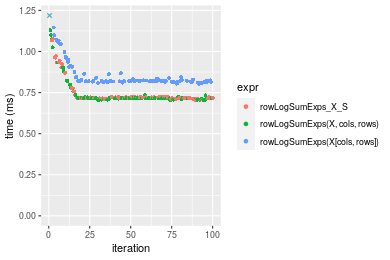 1.25
1.00
0.75
0.50
0.25
0.00
time (ms)
0
25
50
75
100
iteration
expr
rowLogSumExps_X_S
rowLogSumExps(X, cols, rows)
rowLogSumExps(X[cols, rows])